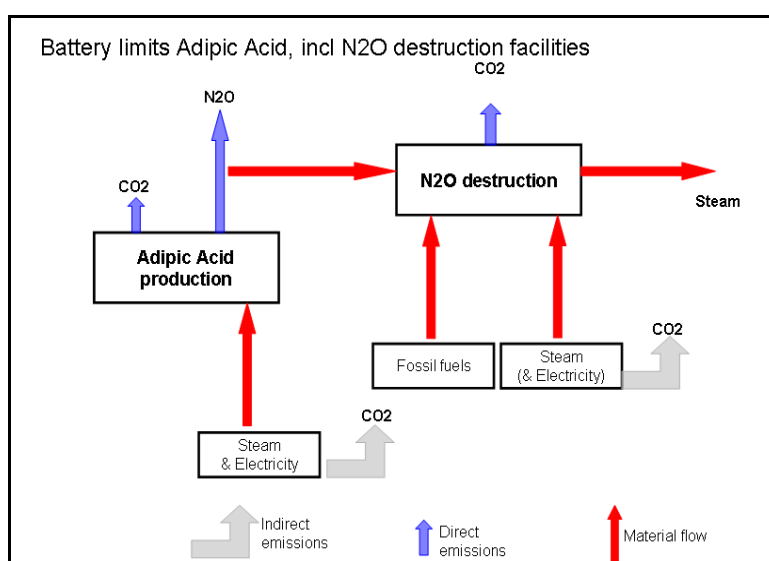 Battery limits Adipic Acid, incl N2O destruction facilities
CO2
N2O
CO2
N2O destruction
Steam
Adipic Acid
production
CO2
Fossil fuels
Steam
(& Electricity)
CO2
Steam
& Electricity
Indirect
emissions
Direct
emissions
Material flow